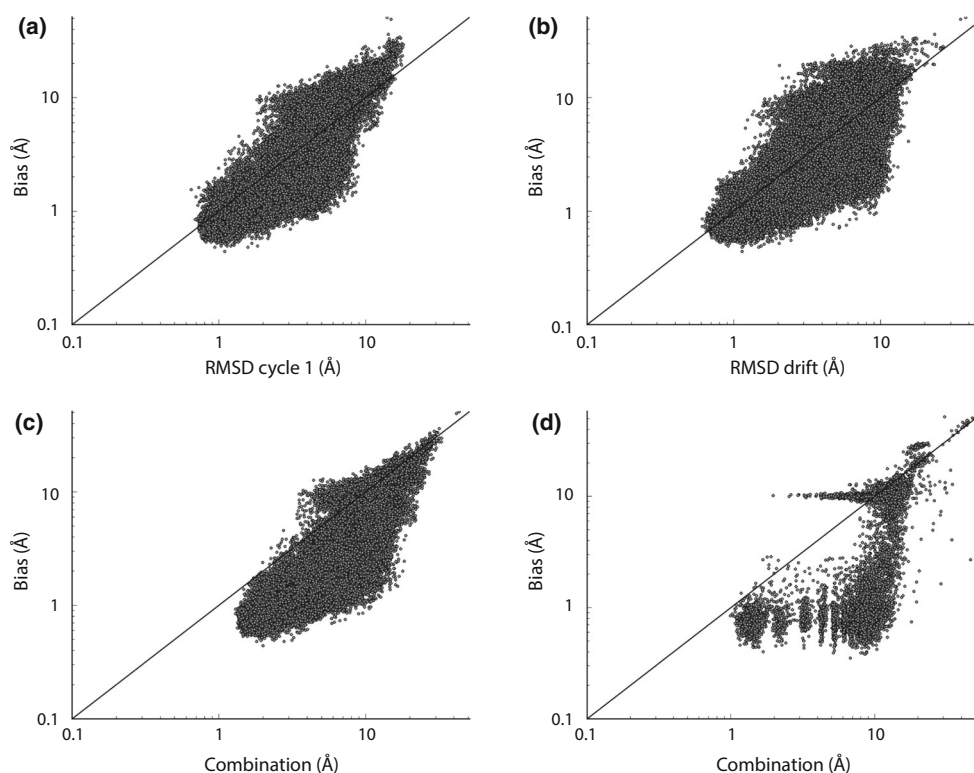 (a)
Bias (Å)
10
1
0.1
0.1
1
10
RMSD cycle 1 (Å)
(b)
Bias (Å)
10
1
0.1
0.1
1
10
RMSD drift (Å)
(c)
Bias (Å)
10
1
0.1
0.1
1
10
Combination (Å)
(d)
Bias (Å)
10
1
0.1
0.1
1
10
Combination (Å)